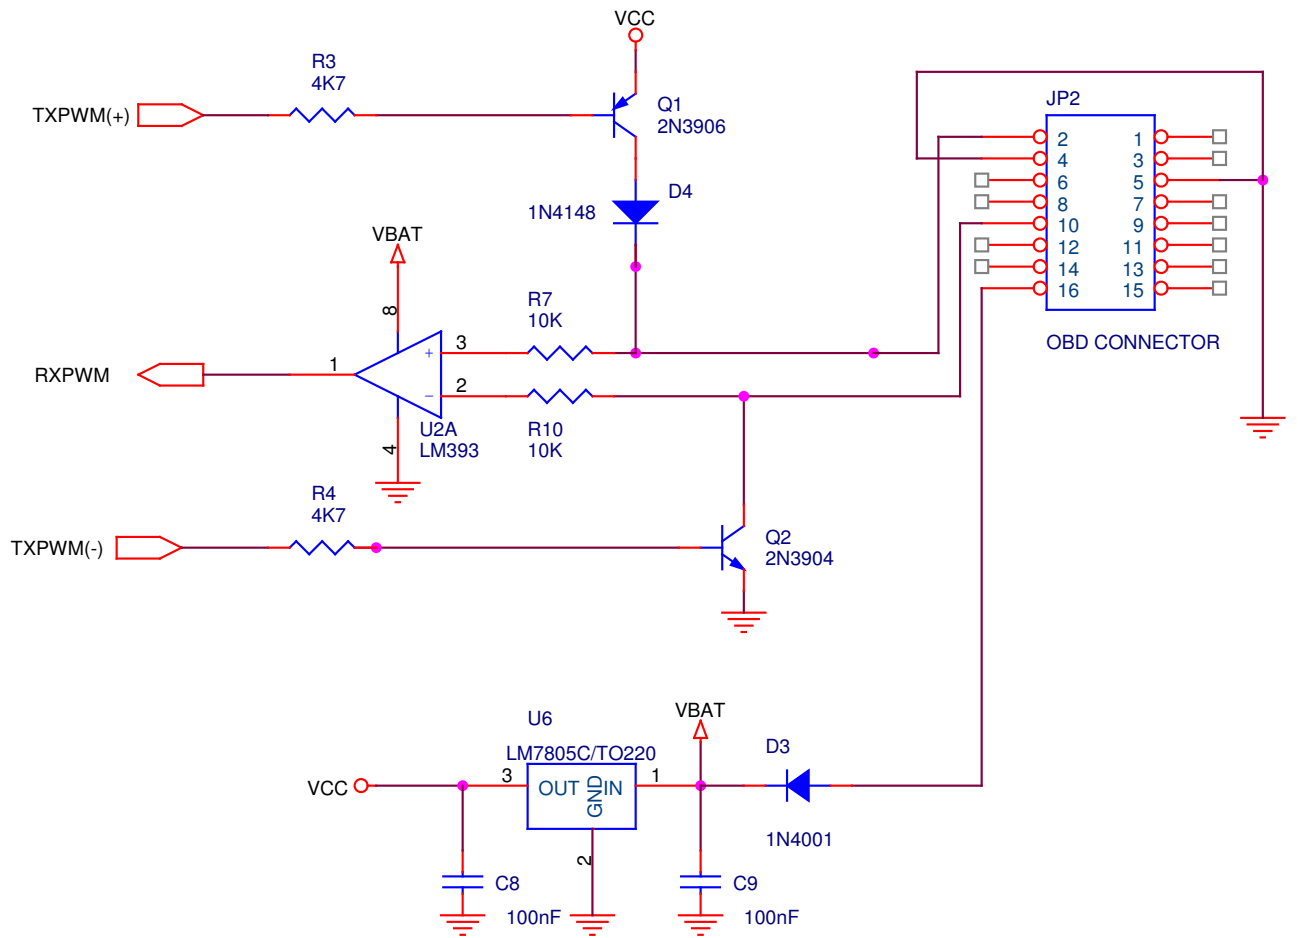 VCC
R3
4K7
TXPWM(+)
Q1
2N3906
JP2
2 1
4 3
6 5
8 7
10 9
12 11
14 13
16 15
OBD CONNECTOR
D4
1N4148
VBAT
8
R7
10K
3
+
1
RXPWM
2
−
R10
10K
U2A
LM393
4
R4
4K7
TXPWM(-)
Q2
2N3904
VBAT
U6
LM7805C/TO220
D3
VCC
3
OUT
GND
IN
1
1N4001
2
C8
100nF
C9
100nF